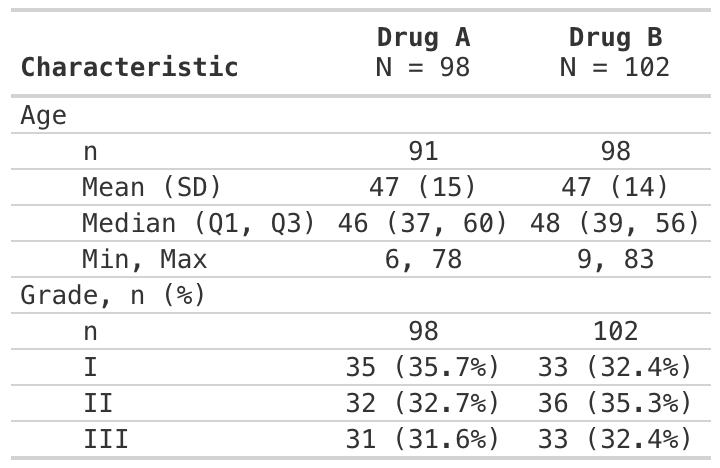 Drug A Drug B
Characteristic N = 98 N = 102
Age
n 91 98
Mean (SD) 47 (15) 47 (14)
Median (Q1, Q3) 46 (37, 60) 48 (39, 56)
Min, Max 6, 78 9, 83
Grade, n (%)
n 98 102
I 35 (35.7%) 33 (32.4%)
II 32 (32.7%) 36 (35.3%)
III 31 (31.6%) 33 (32.4%)